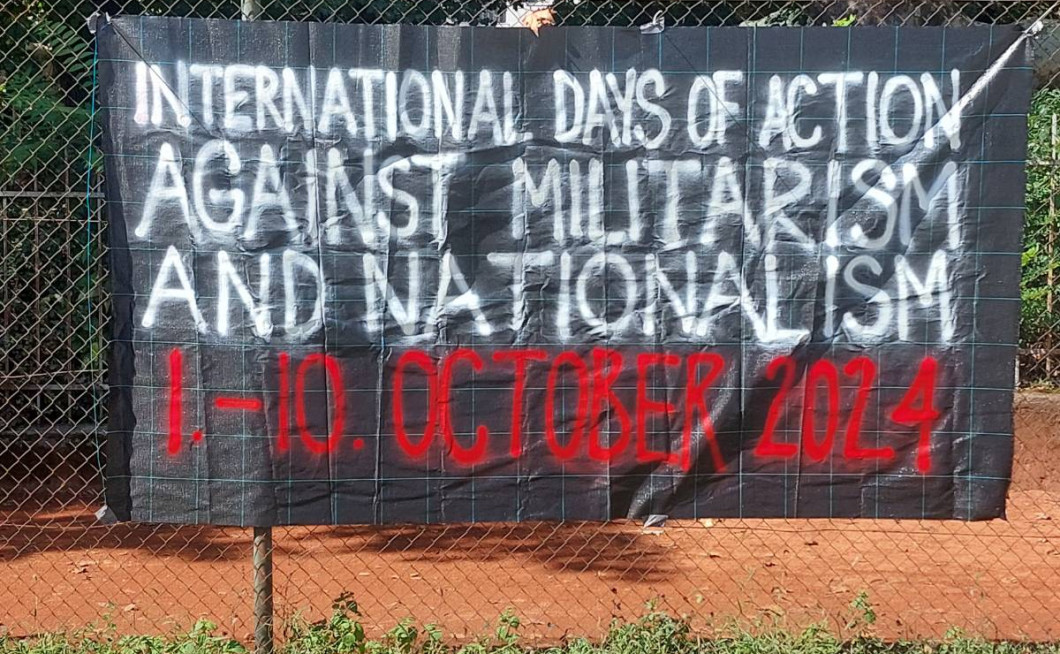 INTERNATIONAL DAYS OF ACTION
AGAINST MILITARISM
AND NATIONALISM
1.-10. OCTOBER 2024